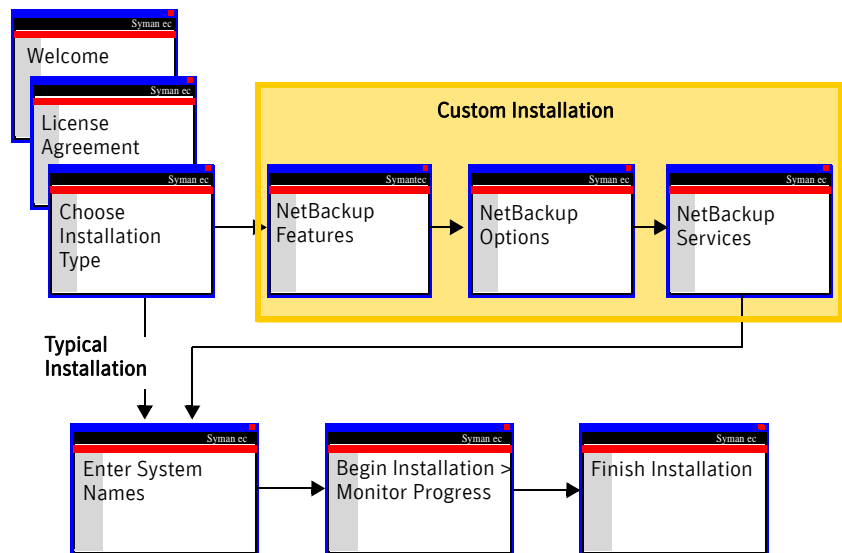 Syman ec
Welcome
Syman ec
License
Agreement
Syman ec
Choose
Installation
Type
Custom Installation
Symantec
NetBackup
Features
Syman ec
NetBackup
Options
Syman ec
NetBackup
Services
Typical
Installation
Syman ec
Enter System
Names
Syman ec
Begin Installation >
Monitor Progress
Syman ec
Finish Installation